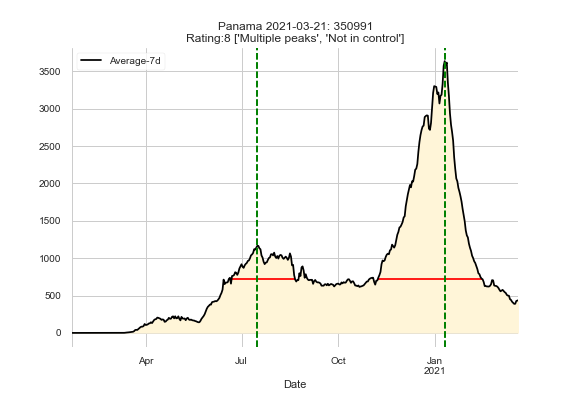 Panama 2021-03-21: 350991
Rating:8 ['Multiple peaks', 'Not in control']
Average-7d
3500
3000
2500
2000
1500
1000
500
0
Apr
Jul
Oct
Jan
2021
Date